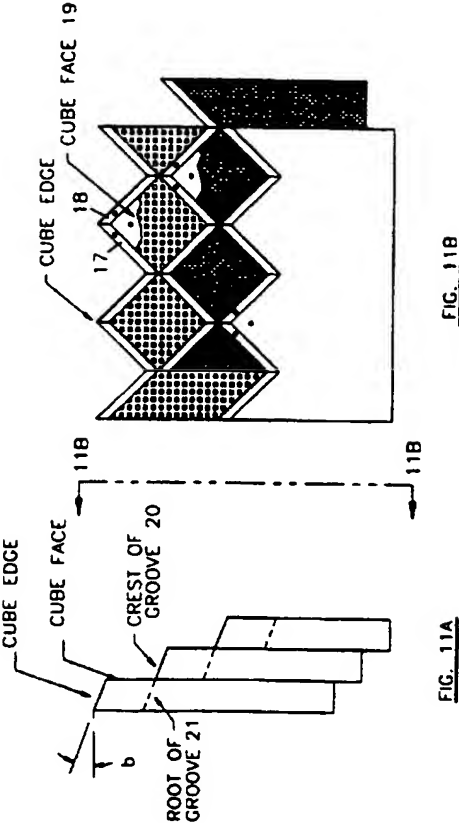 CUBE EDGE
CUBE FACE
CREST OF
GROOVE 20
b
ROOT OF
GROOVE 21
FIG. 11A
11B
11B
CUBE EDGE
18
17
CUBE FACE 19
FIG. 11B